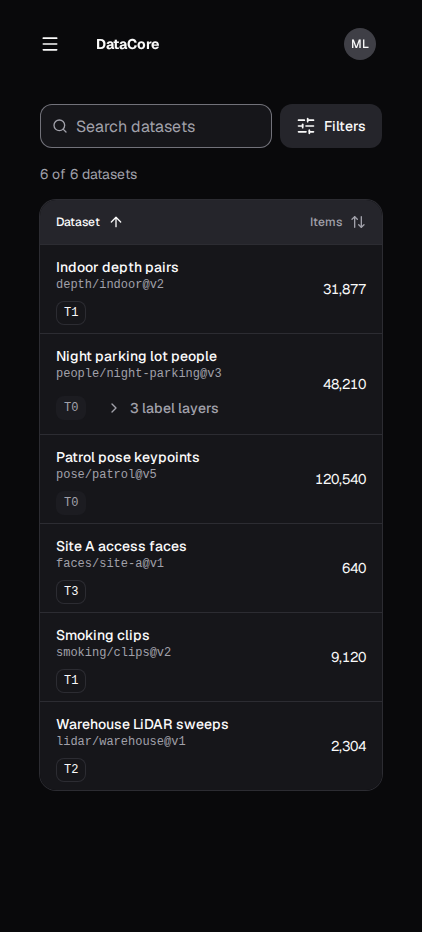 DataCore
ML
Search datasets
Filters
6 of 6 datasets
Dataset
Items
Indoor depth pairs
depth/indoor@v2
31,877
T1
Night parking lot people
people/night-parking@v3
48,210
T0
3 label layers
Patrol pose keypoints
pose/patrol@v5
120,540
T0
Site A access faces
faces/site-a@v1
640
T3
Smoking clips
smoking/clips@v2
9,120
T1
Warehouse LiDAR sweeps
lidar/warehouse@v1
2,304
T2